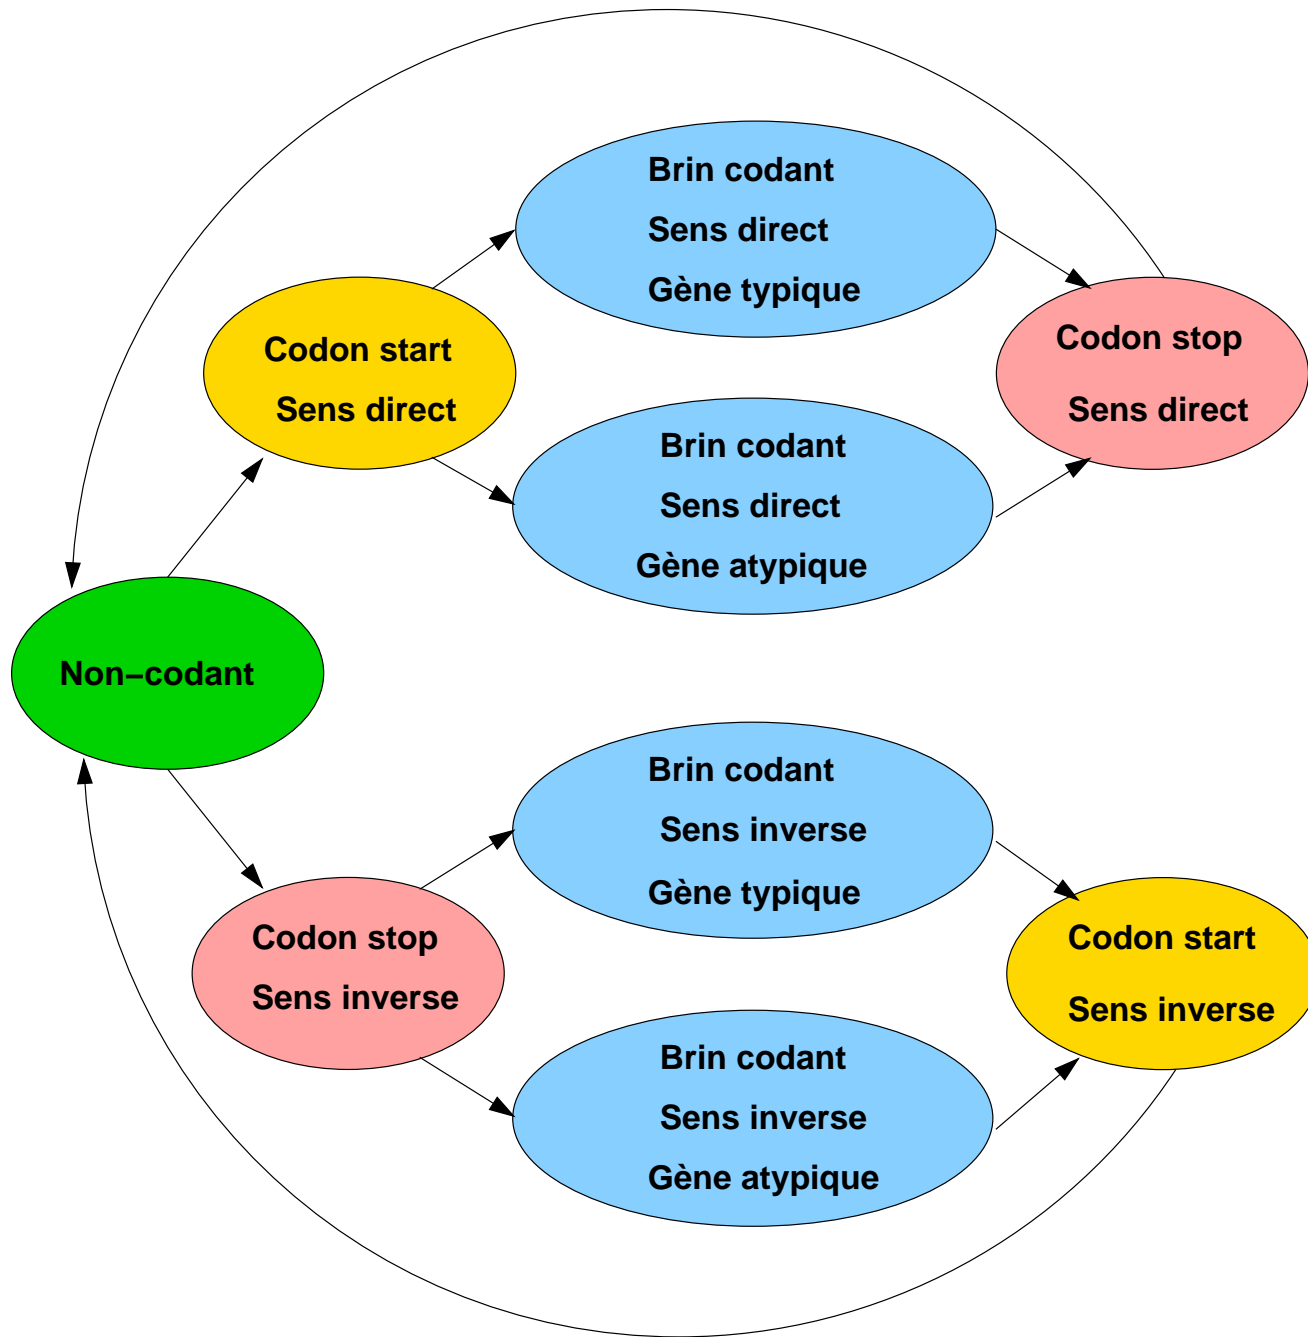 Brin codant
Sens direct
Gène typique
Codon start
Sens direct
Codon stop
Sens direct
Brin codant
Sens direct
Gène atypique
Non−codant
Brin codant
Sens inverse
Gène typique
Codon stop
Sens inverse
Codon start
Sens inverse
Brin codant
Sens inverse
Gène atypique